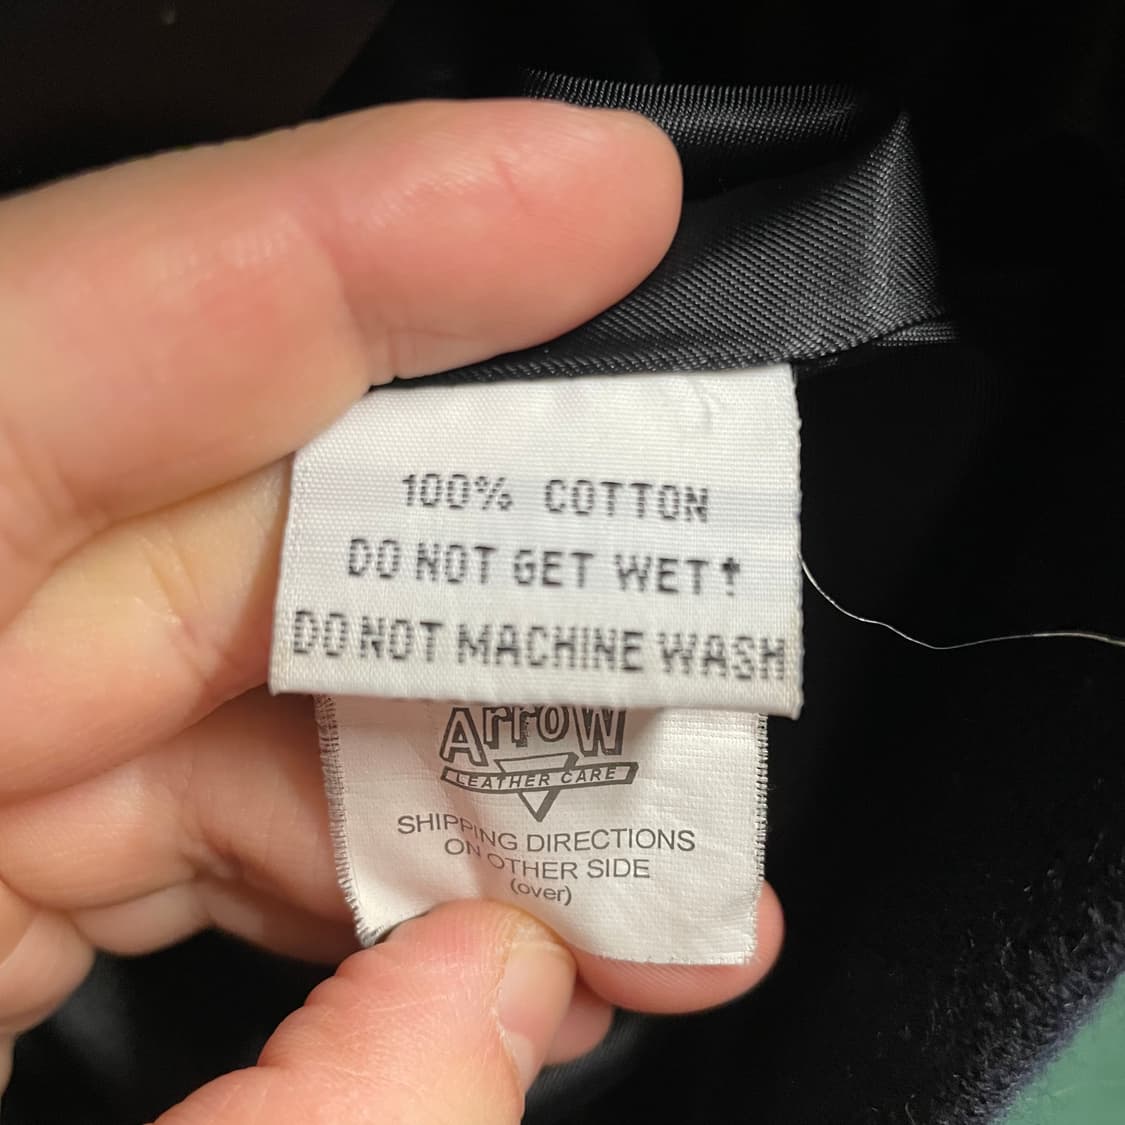 100% COTTON
DO NOT GET WET†
DO NOT MACHINE WASH
Arrow
LEATHER CARE
SHIPPING DIRECTIONS
ON OTHER SIDE
(over)